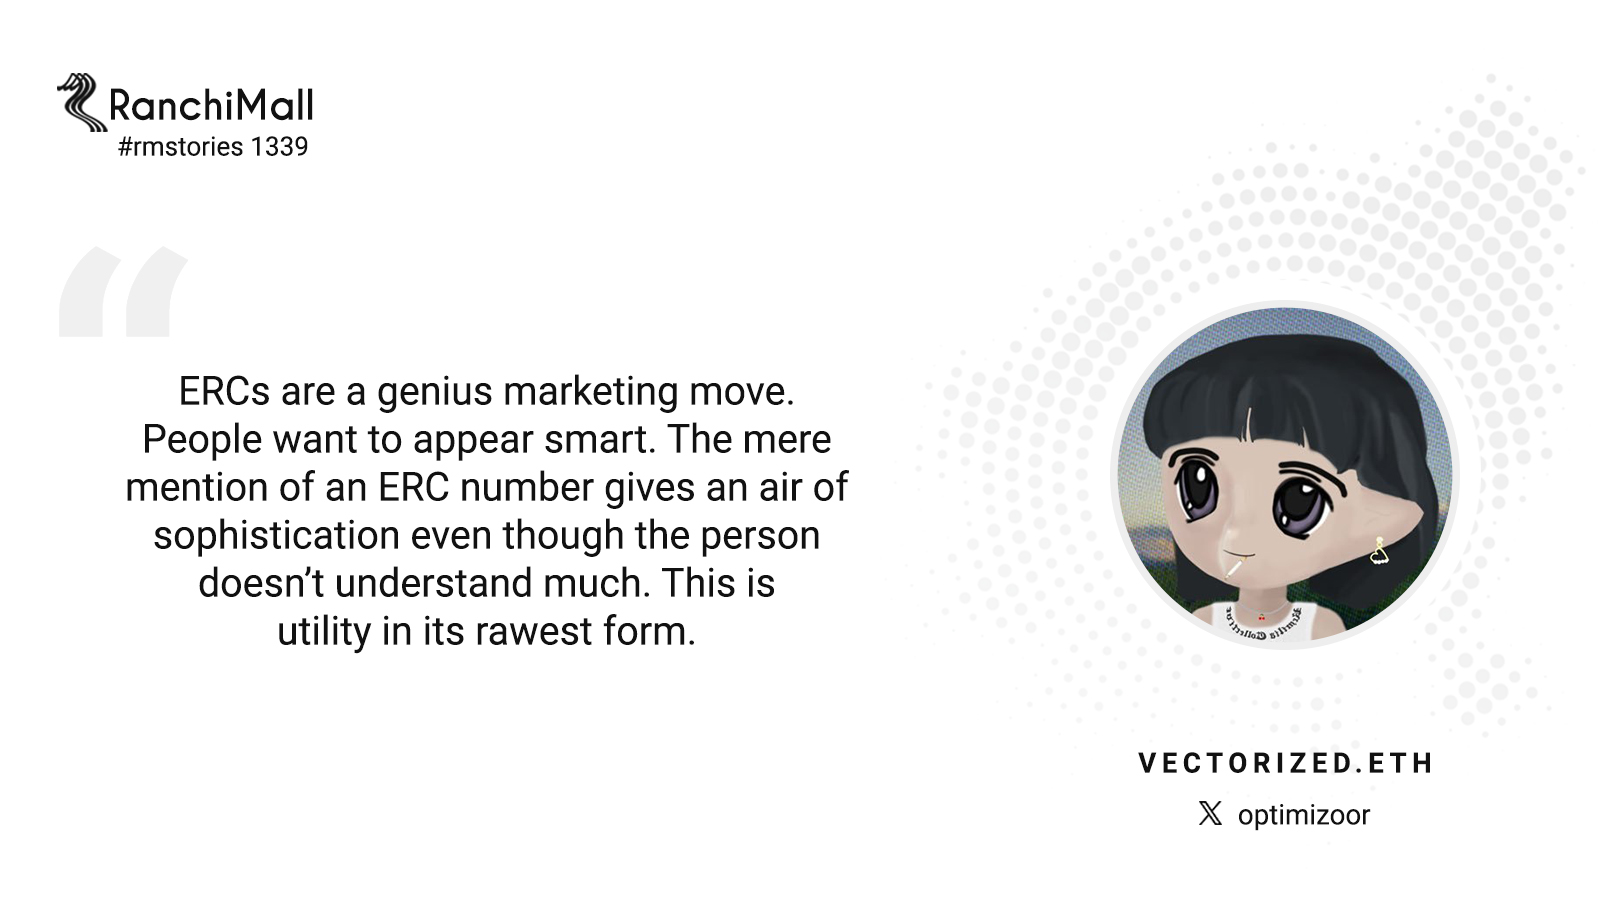 RanchiMall
#rmstories 1339
“
ERCs are a genius marketing move.
People want to appear smart. The mere
mention of an ERC number gives an air of
sophistication even though the person
doesn’t understand much. This is
utility in its rawest form.
VECTORIZED.ETH
X optimizoor